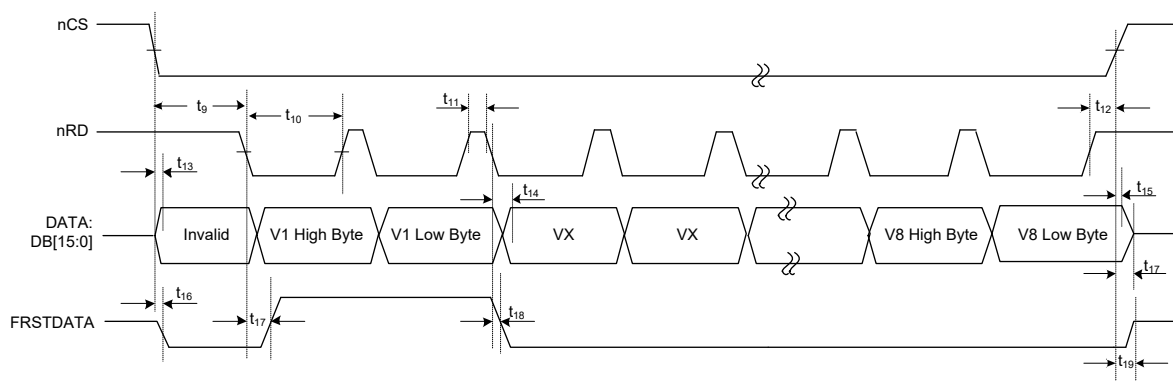 nCS
t9
t10
t11
t12
nRD
t13
t14
t15
DATA:
DB[15:0]
Invalid
V1 High Byte
V1 Low Byte
VX
VX
V8 High Byte
V8 Low Byte
t17
t16
FRSTDATA
t17
t18
t19